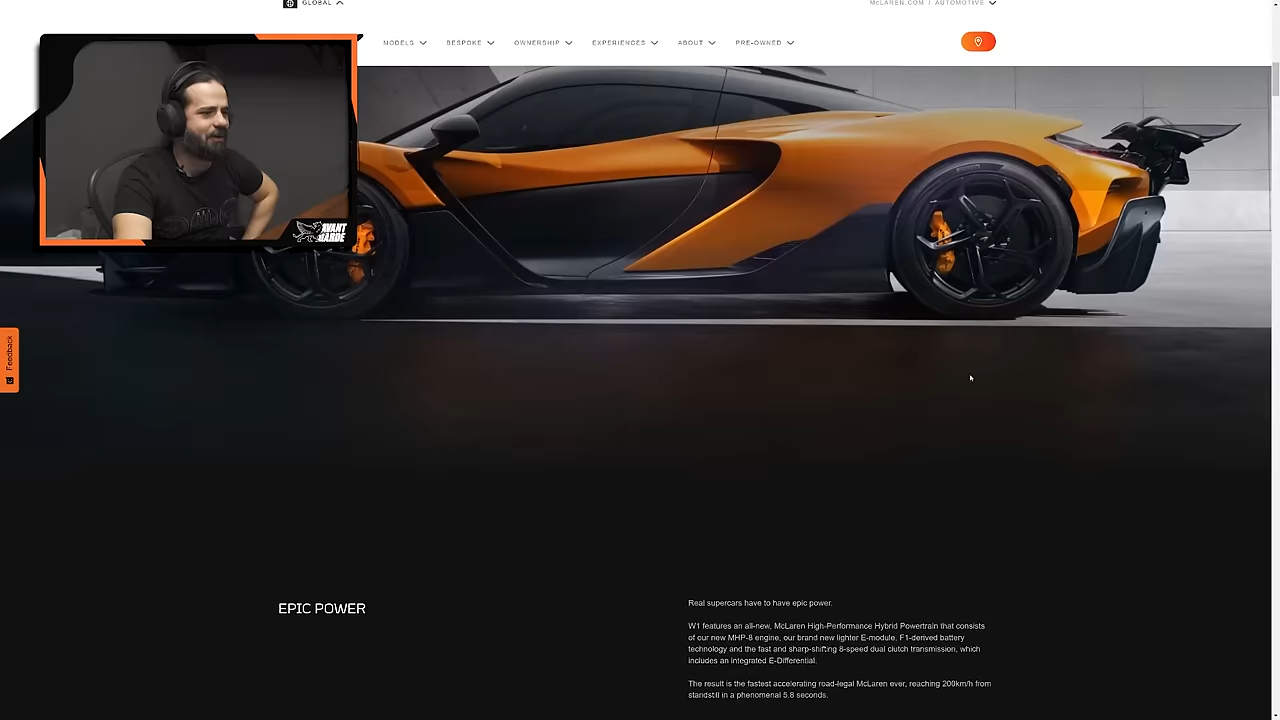 GLOBAL
McLAREN.COM / AUTOMOTIVE
MODELS
BESPOKE
OWNERSHIP
EXPERIENCES
ABOUT
PRE-OWNED
AVANT
GARDE
Feedback
EPIC POWER
Real supercars have to have epic power.
W1 features an all-new, McLaren High-Performance Hybrid Powertrain that consists
of our new MHP-8 engine, our brand new lighter E-module, F1-derived battery
technology and the fast and sharp-shifting 8-speed dual clutch transmission, which
includes an integrated E-Differential.
The result is the fastest accelerating road-legal McLaren ever, reaching 200km/h from
standstill in a phenomenal 5.8 seconds.